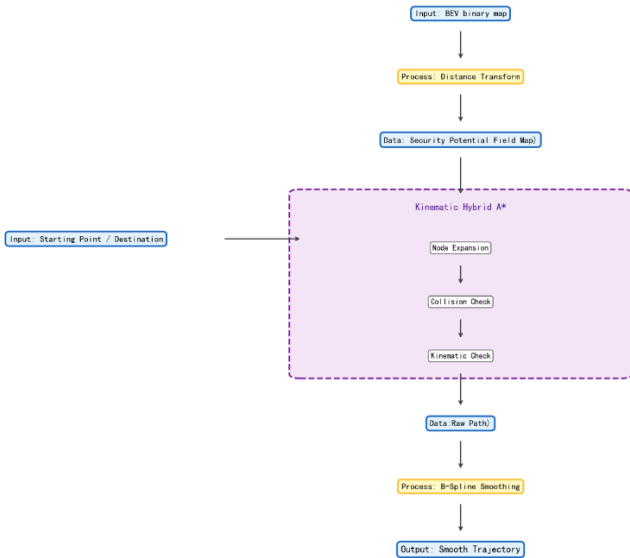 Input: BEV binary map
Process: Distance Transform
Data: Security Potential Field Map)
Kinematic Hybrid A*
Input: Starting Point / Destination
Node Expansion
Collision Check
Kinematic Check
Data:Raw Path)
Process: B-Spline Smoothing
Output: Smooth Trajectory